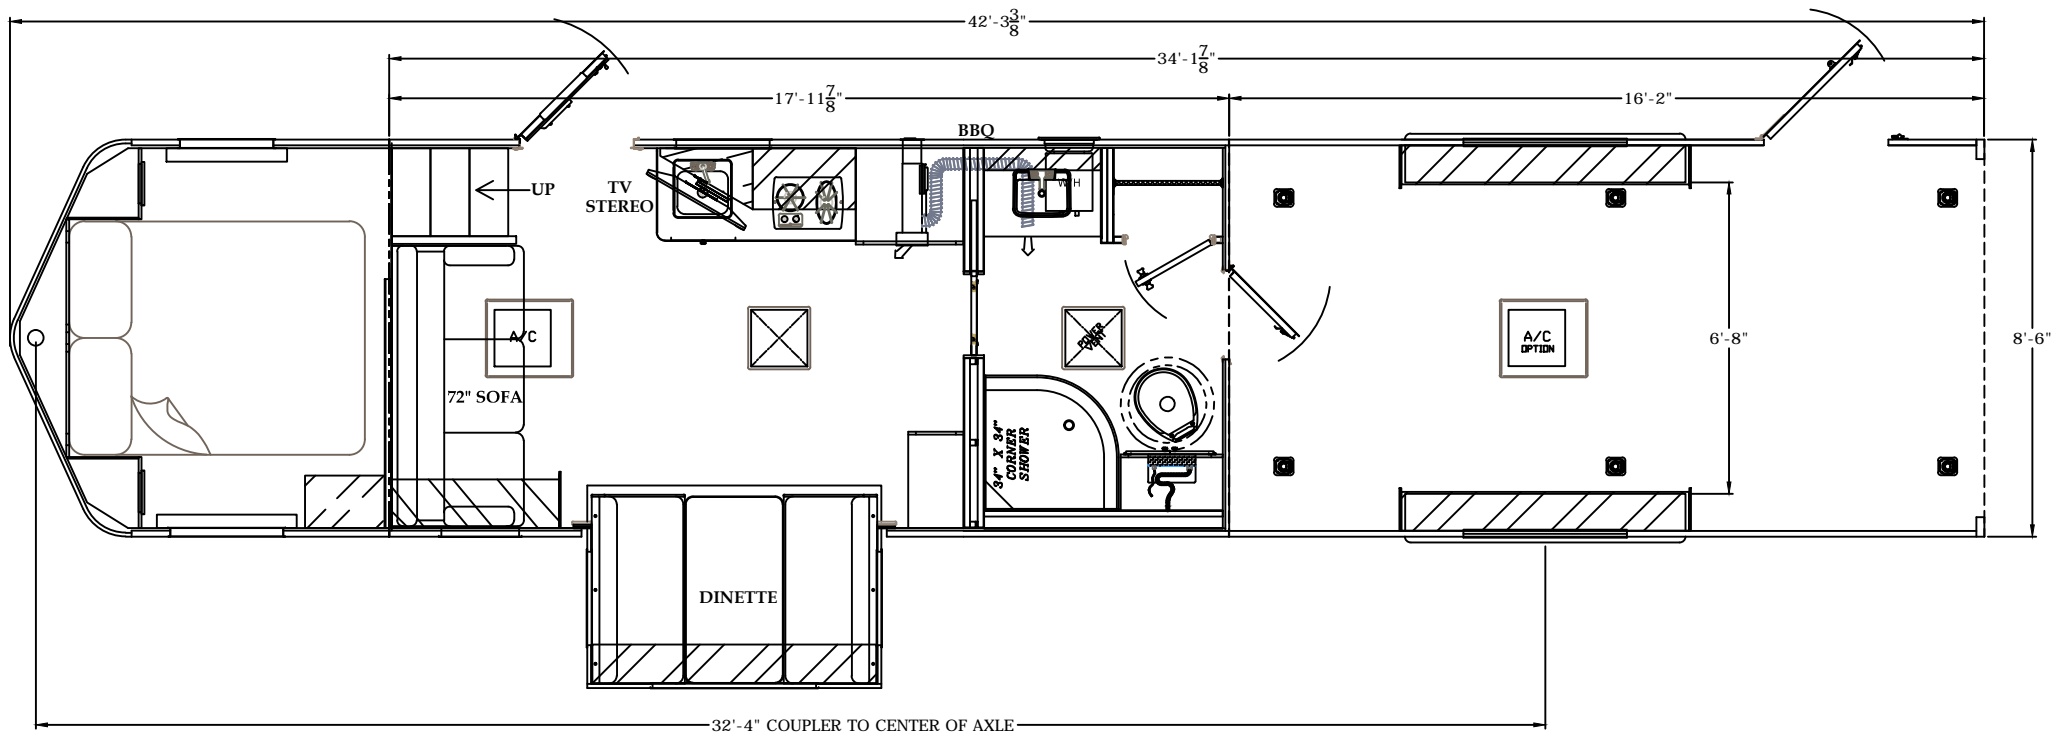 42'-3 3/8"
34'-1 7/8"
17'-11 7/8"
16'-2"
BBQ
UP
TV
STEREO
W/H
A/C
POWER
VENT
A/C
OPTION
6'-8"
8'-6"
72" SOFA
34" X 34"
CORNER
SHOWER
DINETTE
32'-4" COUPLER TO CENTER OF AXLE